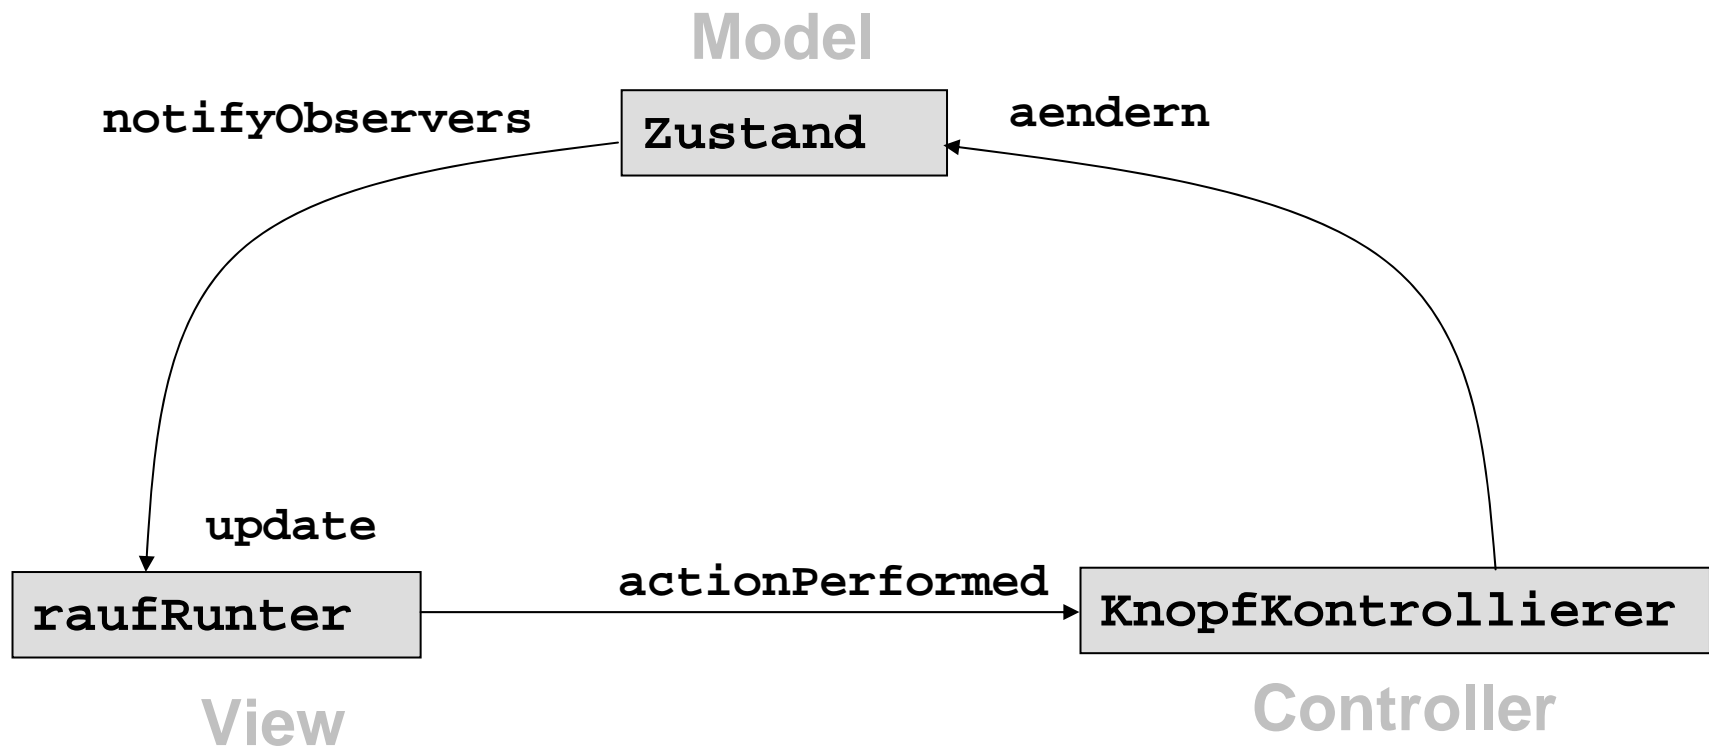 Model
notifyObservers
Zustand
aendern
update
actionPerformed
raufRunter
KnopfKontrollierer
View
Controller